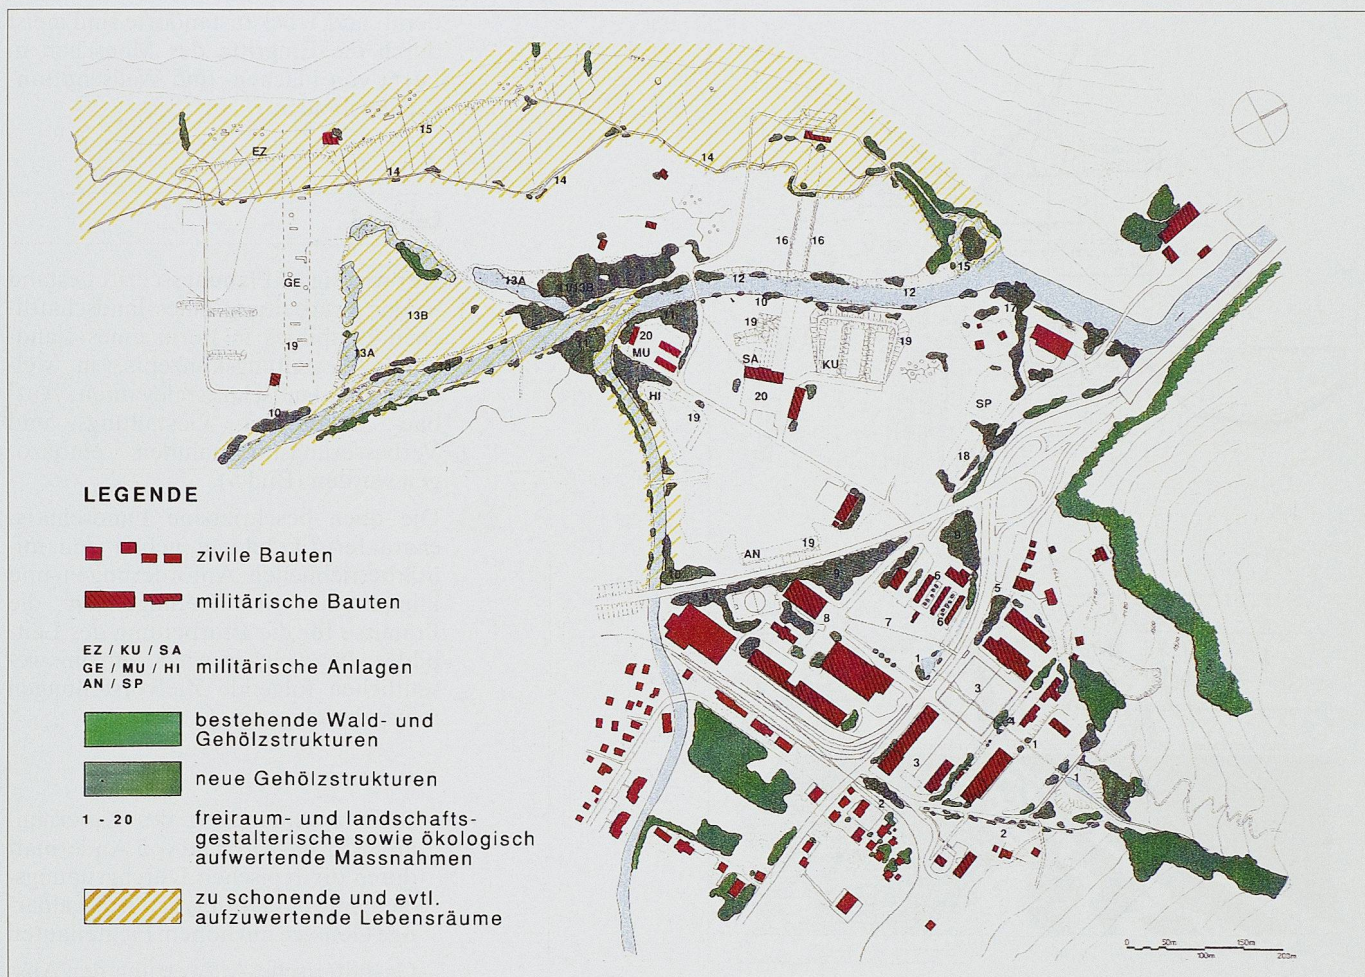 15
EZ
14
14
14
16
16
15
GE
13A
12
12
13B
10
11
17
19
19
20
MU
SA
KU
19
13A
HI
20
SP
10
19
18
LEGENDE
zivile Bauten
AN
19
9
9
9
6
5
militärische Bauten
8
7
6
EZ / KU / SA
GE / MU / HI
AN / SP
militärische Anlagen
1
3
bestehende Wald- und
Gehölzstrukturen
4
1
3
1
neue Gehölzstrukturen
2
2
1 - 20
freiraum- und landschafts-
gestalterische sowie ökologisch
aufwertende Massnahmen
zu schonende und evtl.
aufzuwertende Lebensräume
0 50m 150m
100m 200m